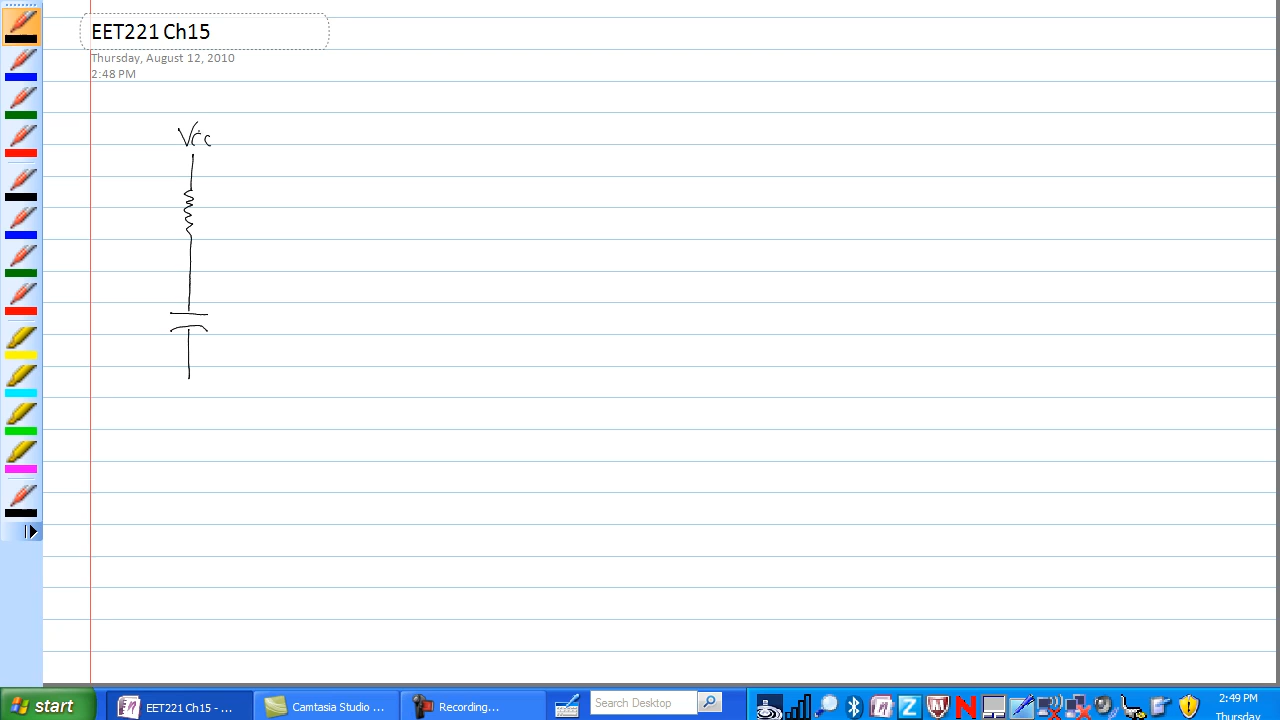 EET221 Ch15
Thursday, August 12, 2010
2:48 PM
Vcc
start
EET221 Ch15 - ...
Camtasia Studio ...
Recording...
Search Desktop
2:49 PM
Thursday